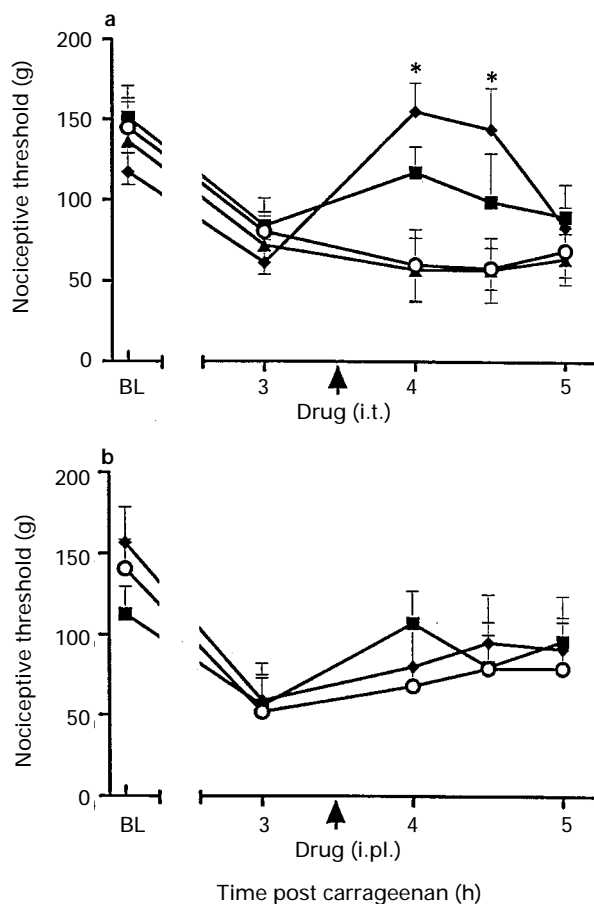 a
Nociceptive threshold (g)
200
150
100
50
0
* *
BL 3 4 5
Drug (i.t.)
b
Nociceptive threshold (g)
200
150
100
50
0
BL 3 4 5
Drug (i.pl.)
Time post carrageenan (h)